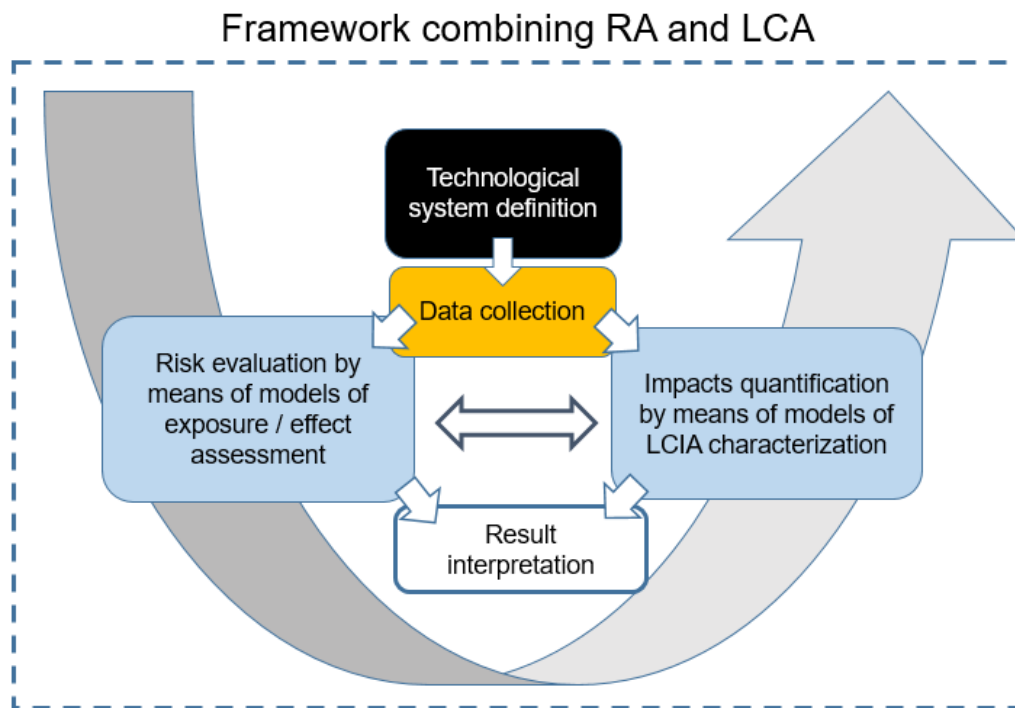 Framework combining RA and LCA
Technological
system definition
Data collection
Risk evaluation by
means of models of
exposure / effect
assessment
Impacts quantification
by means of models of
LCIA characterization
Result
interpretation